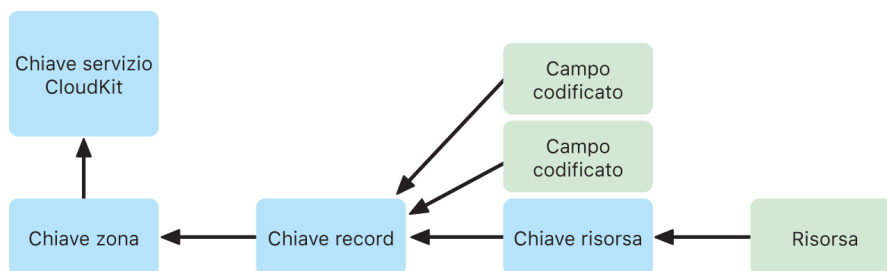 Chiave servizio
CloudKit
Campo
codificato
Campo
codificato
Chiave zona
Chiave record
Chiave risorsa
Risorsa